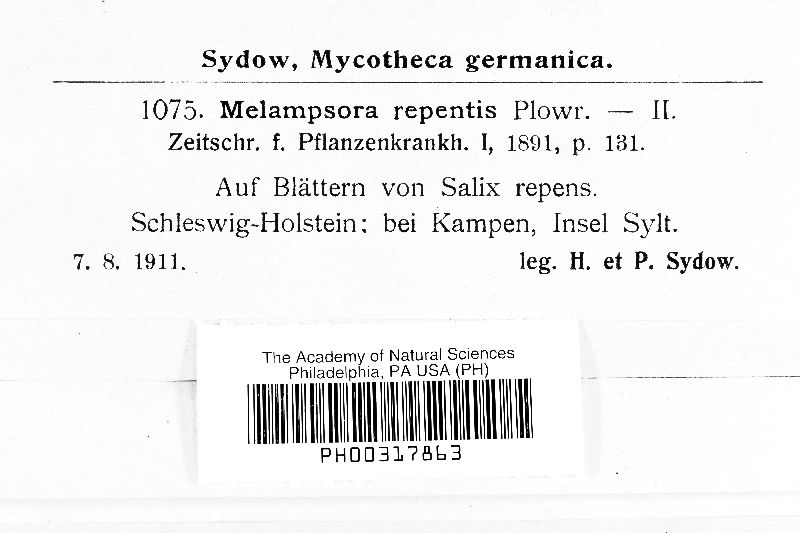 Sydow, Mycotheca germanica.
1075. Melampsora repentis Plowr. — II.
Zeitschr. f. Pflanzenkrankh. I, 1891, p. 131.
Auf Blättern von Salix repens.
Schleswig-Holstein: bei Kampen, Insel Sylt.
7. 8. 1911. leg. H. et P. Sydow.
The Academy of Natural Sciences
Philadelphia, PA USA (PH)
PH00317863